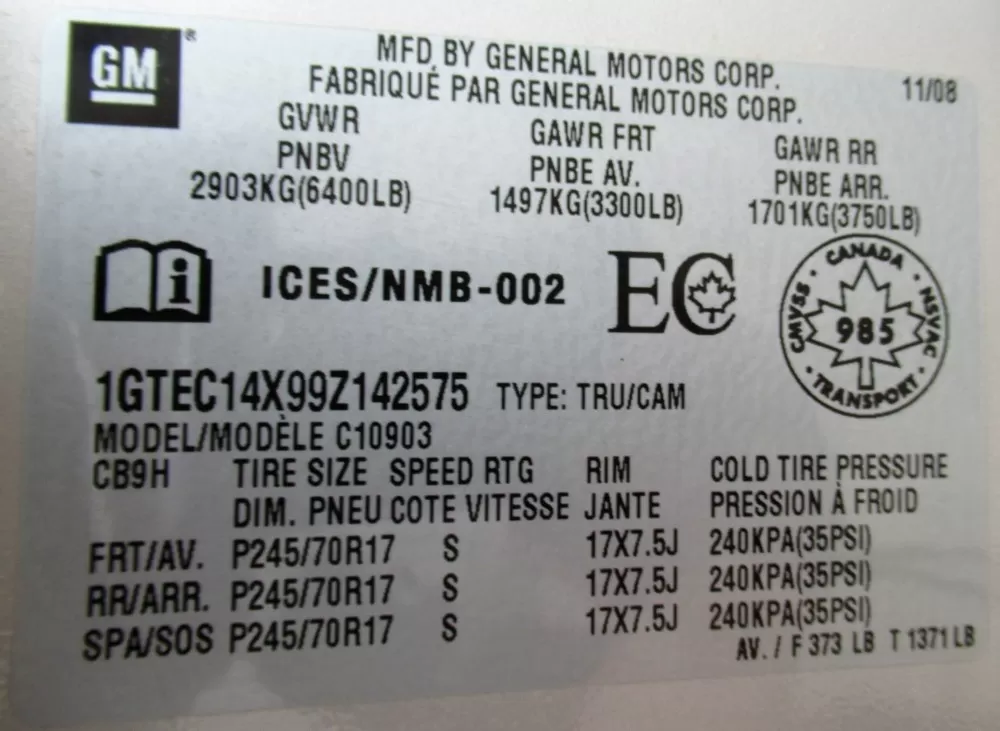 GM®
MFD BY GENERAL MOTORS CORP.
FABRIQUÉ PAR GENERAL MOTORS CORP.
11/08
GVWR GAWR FRT GAWR RR
PNBV PNBE AV. PNBE ARR.
2903KG(6400LB) 1497KG(3300LB) 1701KG(3750LB)
i ICES/NMB-002 EC
CANADA
CMVSS 985 NSVAC
TRANSPORT
1GTEC14X99Z142575 TYPE: TRU/CAM
MODEL/MODÈLE C10903
CB9H TIRE SIZE SPEED RTG RIM COLD TIRE PRESSURE
DIM. PNEU COTE VITESSE JANTE PRESSION À FROID
FRT/AV. P245/70R17 S 17X7.5J 240KPA(35PSI)
RR/ARR. P245/70R17 S 17X7.5J 240KPA(35PSI)
SPA/SOS P245/70R17 S 17X7.5J 240KPA(35PSI)
AV. / F 373 LB T 1371 LB